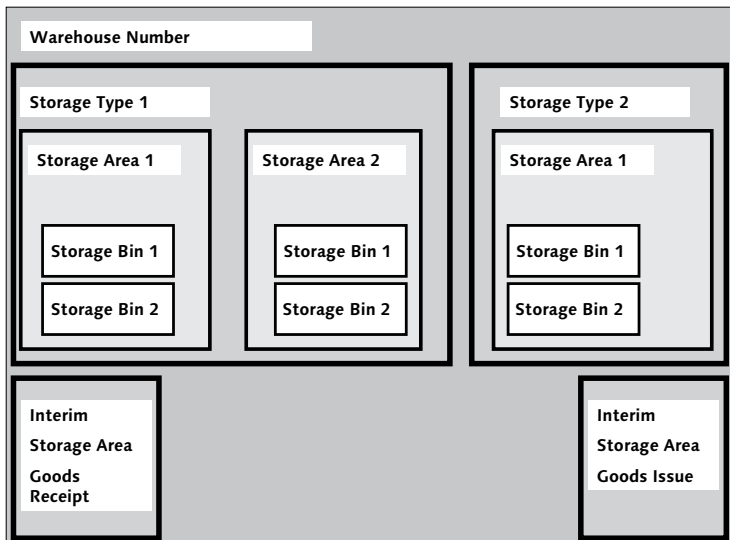 Warehouse Number
Storage Type 1
Storage Area 1
Storage Bin 1
Storage Bin 2
Storage Area 2
Storage Bin 1
Storage Bin 2
Storage Type 2
Storage Area 1
Storage Bin 1
Storage Bin 2
Interim
Storage Area
Goods
Receipt
Interim
Storage Area
Goods Issue